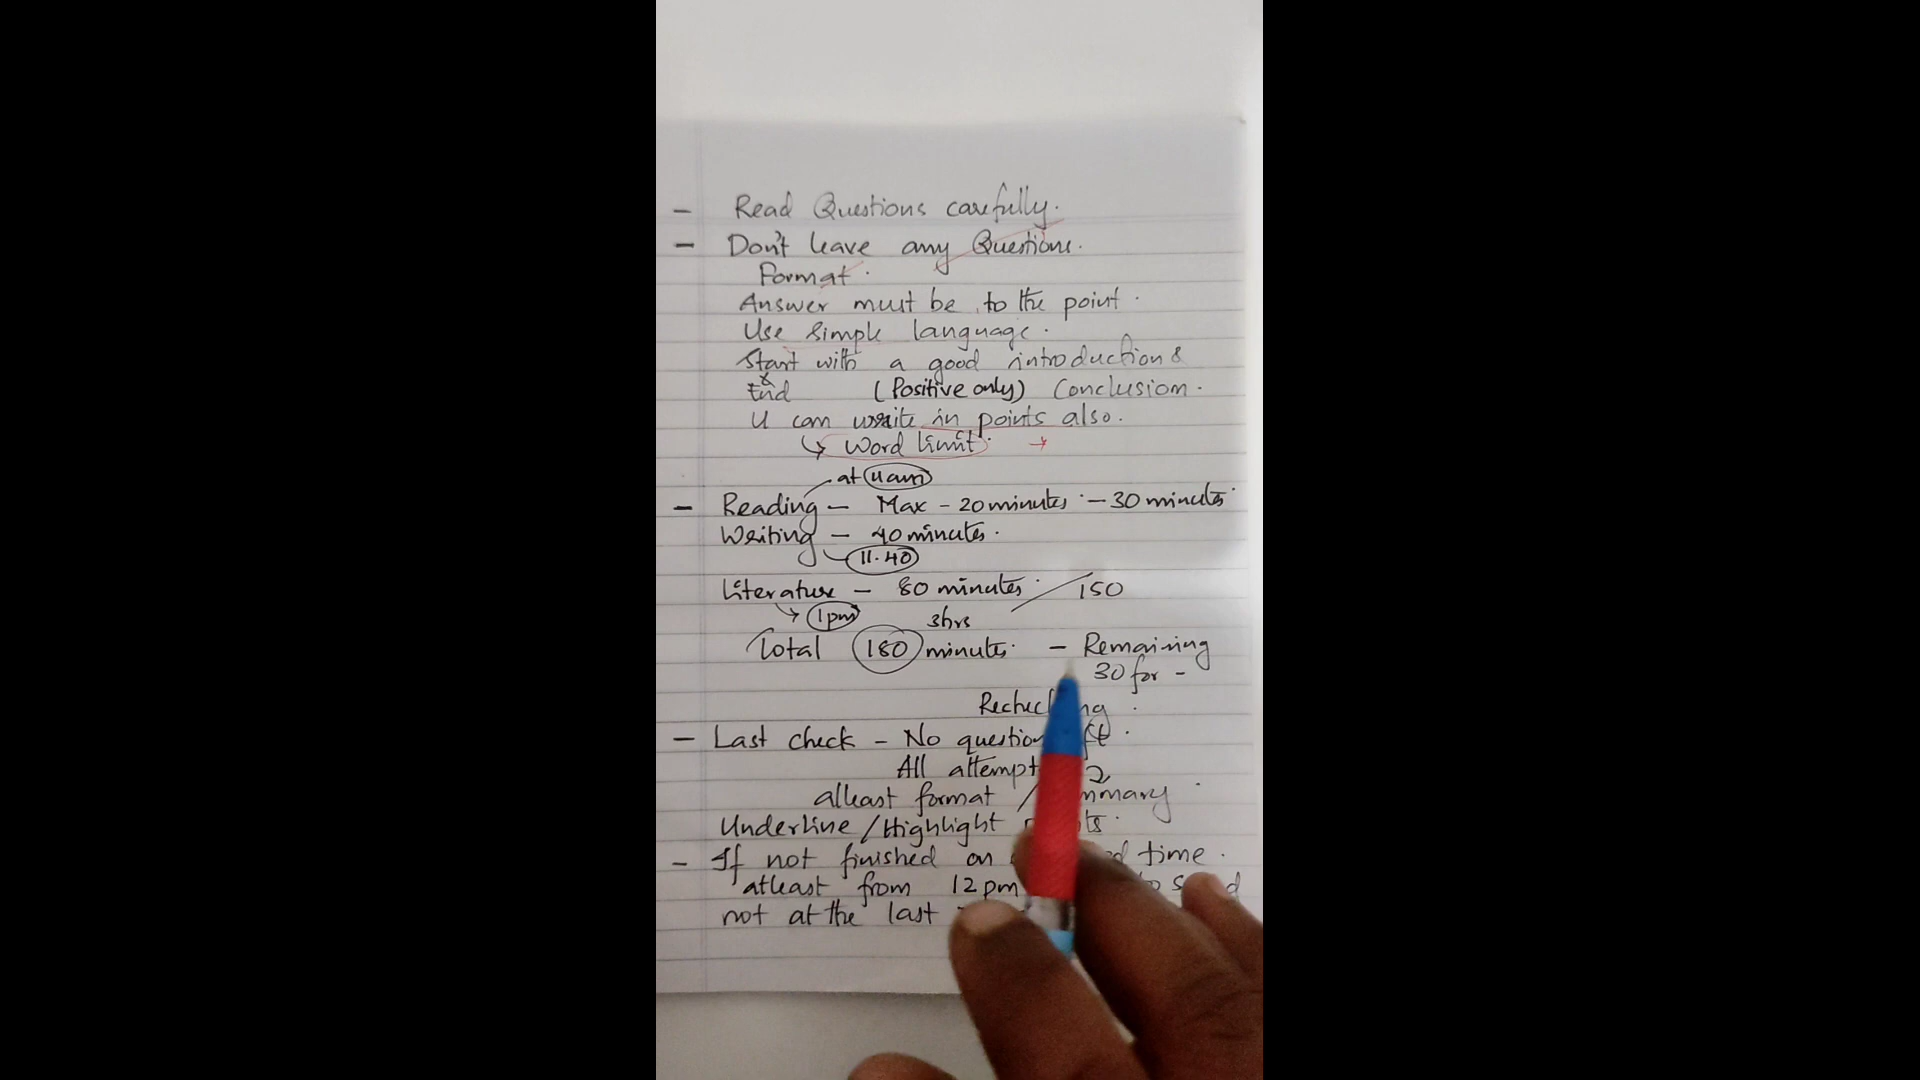 - Read Questions carefully.
- Don't leave any Questions.
Format.
Answer must be to the point.
Use simple language.
Start with a good introduction &
End (Positive only) Conclusion.
U can write in points also.
↳ Word limit. →
at 11am
- Reading - Max - 20 minutes - 30 minutes
Writing - 40 minutes.
11.40
Literature - 80 minutes. 150
→ 1pm 3hrs
Total 180 minutes. - Remaining
30 for -
- Last check - No
All
atleast format /
Underline / Highlight
- If not finished on time.
atleast from 12pm
not at the last